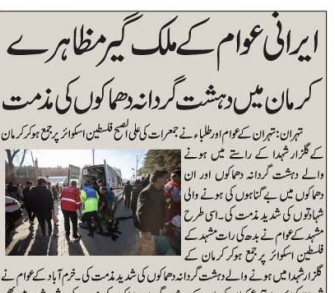 ایرانی عوام کے ملک گیر مظاہرے
کرمان میں دہشت گردانہ دھماکوں کی مذمت
تہران: تہران کے عوام اور طلباء نے جمعرات کی علی الصبح فلسطین اسکوائر پر جمع ہو کر کرمان
کے گلزار شہدا کے راستے میں ہونے
والے دہشت گردانہ دھماکوں اور ان
دھماکوں میں بے گناہوں کی ہونے والی
شہادتوں کی شدید مذمت کی۔ اسی طرح
مشہد کے عوام نے بدھ کی رات مشہد کے
فلسطین اسکوائر پر جمع ہو کر کرمان کے
گلزار شہدا میں ہونے والے دہشت گردانہ دھماکوں کی شدید مذمت کی۔ خرم آباد کے عوام نے